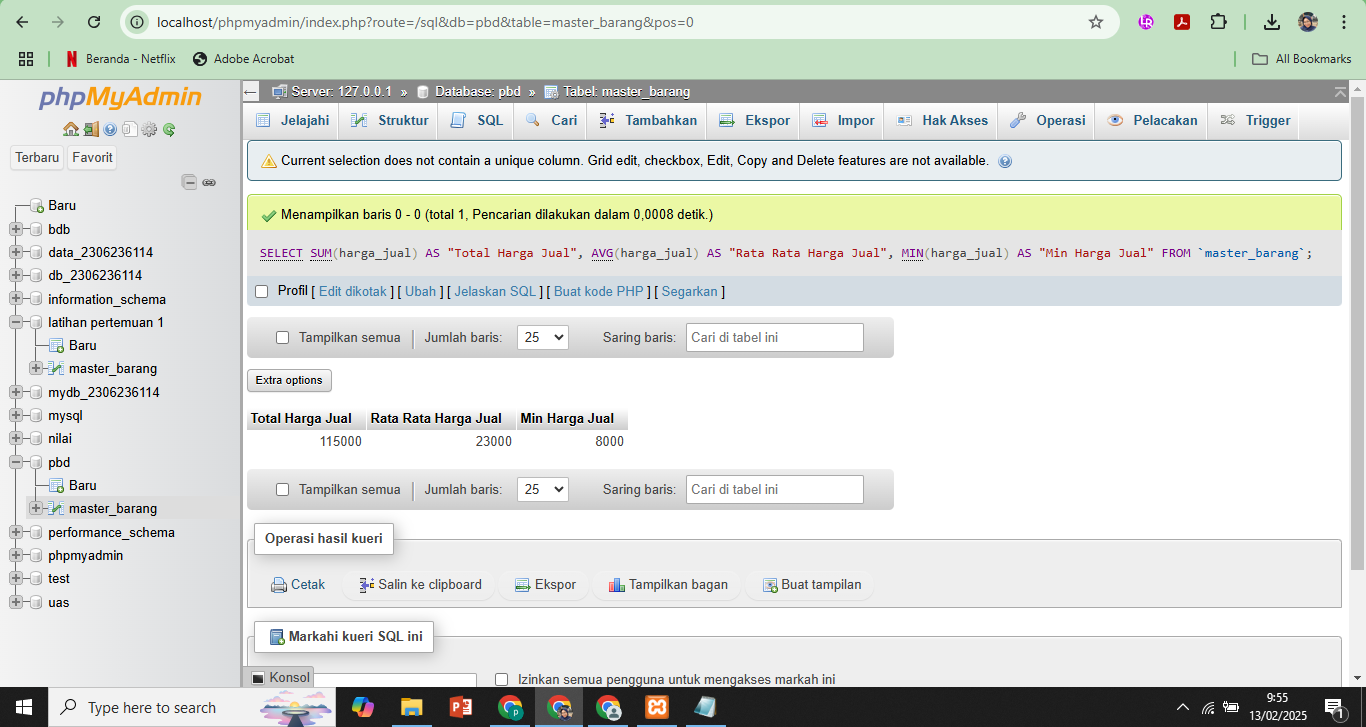 localhost/phpmyadmin/index.php?route=/sql&db=pbd&table=master_barang&pos=0
Beranda - Netflix
Adobe Acrobat
All Bookmarks
phpMyAdmin
Terbaru
Favorit
Baru
bdb
data_2306236114
db_2306236114
information_schema
latihan pertemuan 1
Baru
master_barang
mydb_2306236114
mysql
nilai
pbd
Baru
master_barang
performance_schema
phpmyadmin
test
uas
Server: 127.0.0.1 » Database: pbd » Tabel: master_barang
Jelajahi
Struktur
SQL
Cari
Tambahkan
Ekspor
Impor
Hak Akses
Operasi
Pelacakan
Trigger
Current selection does not contain a unique column. Grid edit, checkbox, Edit, Copy and Delete features are not available.
Menampilkan baris 0 - 0 (total 1, Pencarian dilakukan dalam 0,0008 detik.)
SELECT SUM(harga_jual) AS "Total Harga Jual", AVG(harga_jual) AS "Rata Rata Harga Jual", MIN(harga_jual) AS "Min Harga Jual" FROM `master_barang`;
Profil [ Edit dikotak ] [ Ubah ] [ Jelaskan SQL ] [ Buat kode PHP ] [ Segarkan ]
Tampilkan semua | Jumlah baris: 25 Saring baris: Cari di tabel ini
Extra options
Total Harga Jual Rata Rata Harga Jual Min Harga Jual
115000 23000 8000
Tampilkan semua | Jumlah baris: 25 Saring baris: Cari di tabel ini
Operasi hasil kueri
Cetak Salin ke clipboard Ekspor Tampilkan bagan Buat tampilan
Markahi kueri SQL ini
Konsol
Izinkan semua pengguna untuk mengakses markah ini
Type here to search
9:55
13/02/2025
1